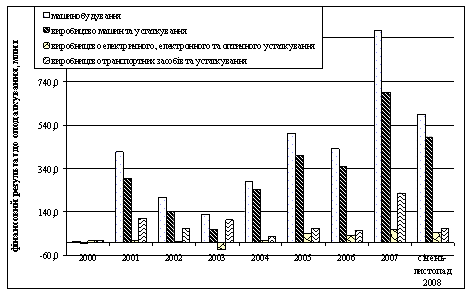 машинобудування
виробництво машин та устаткування
виробництво електричного, електронного та оптичного устаткування
виробництво транспортних засобів та устаткування
фінансовий результат до оподаткування, млн.
740,0
540,0
340,0
140,0
-60,0
2000 2001 2002 2003 2004 2005 2006 2007 січень-
листопад
2008